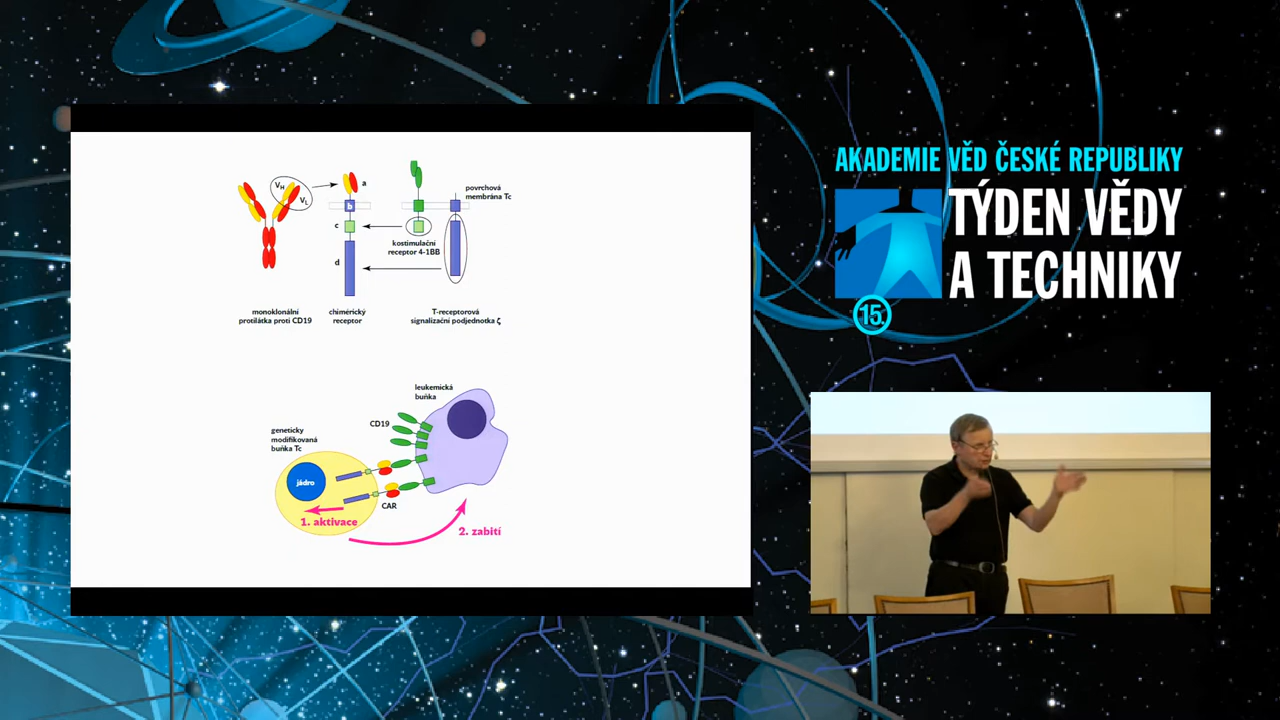 AKADEMIE VĚD ČESKÉ REPUBLIKY
TÝDEN VĚDY
A TECHNIKY
15.
VH
VL
a
b
c
d
povrchová
membrána Tc
kostimulační
receptor 4-1BB
monoklonální
protilátka proti CD19
chimérický
receptor
T-receptorová
signalizační podjednotka ζ
leukemická
buňka
CD19
geneticky
modifikovaná
buňka Tc
jádro
CAR
1. aktivace
2. zabití